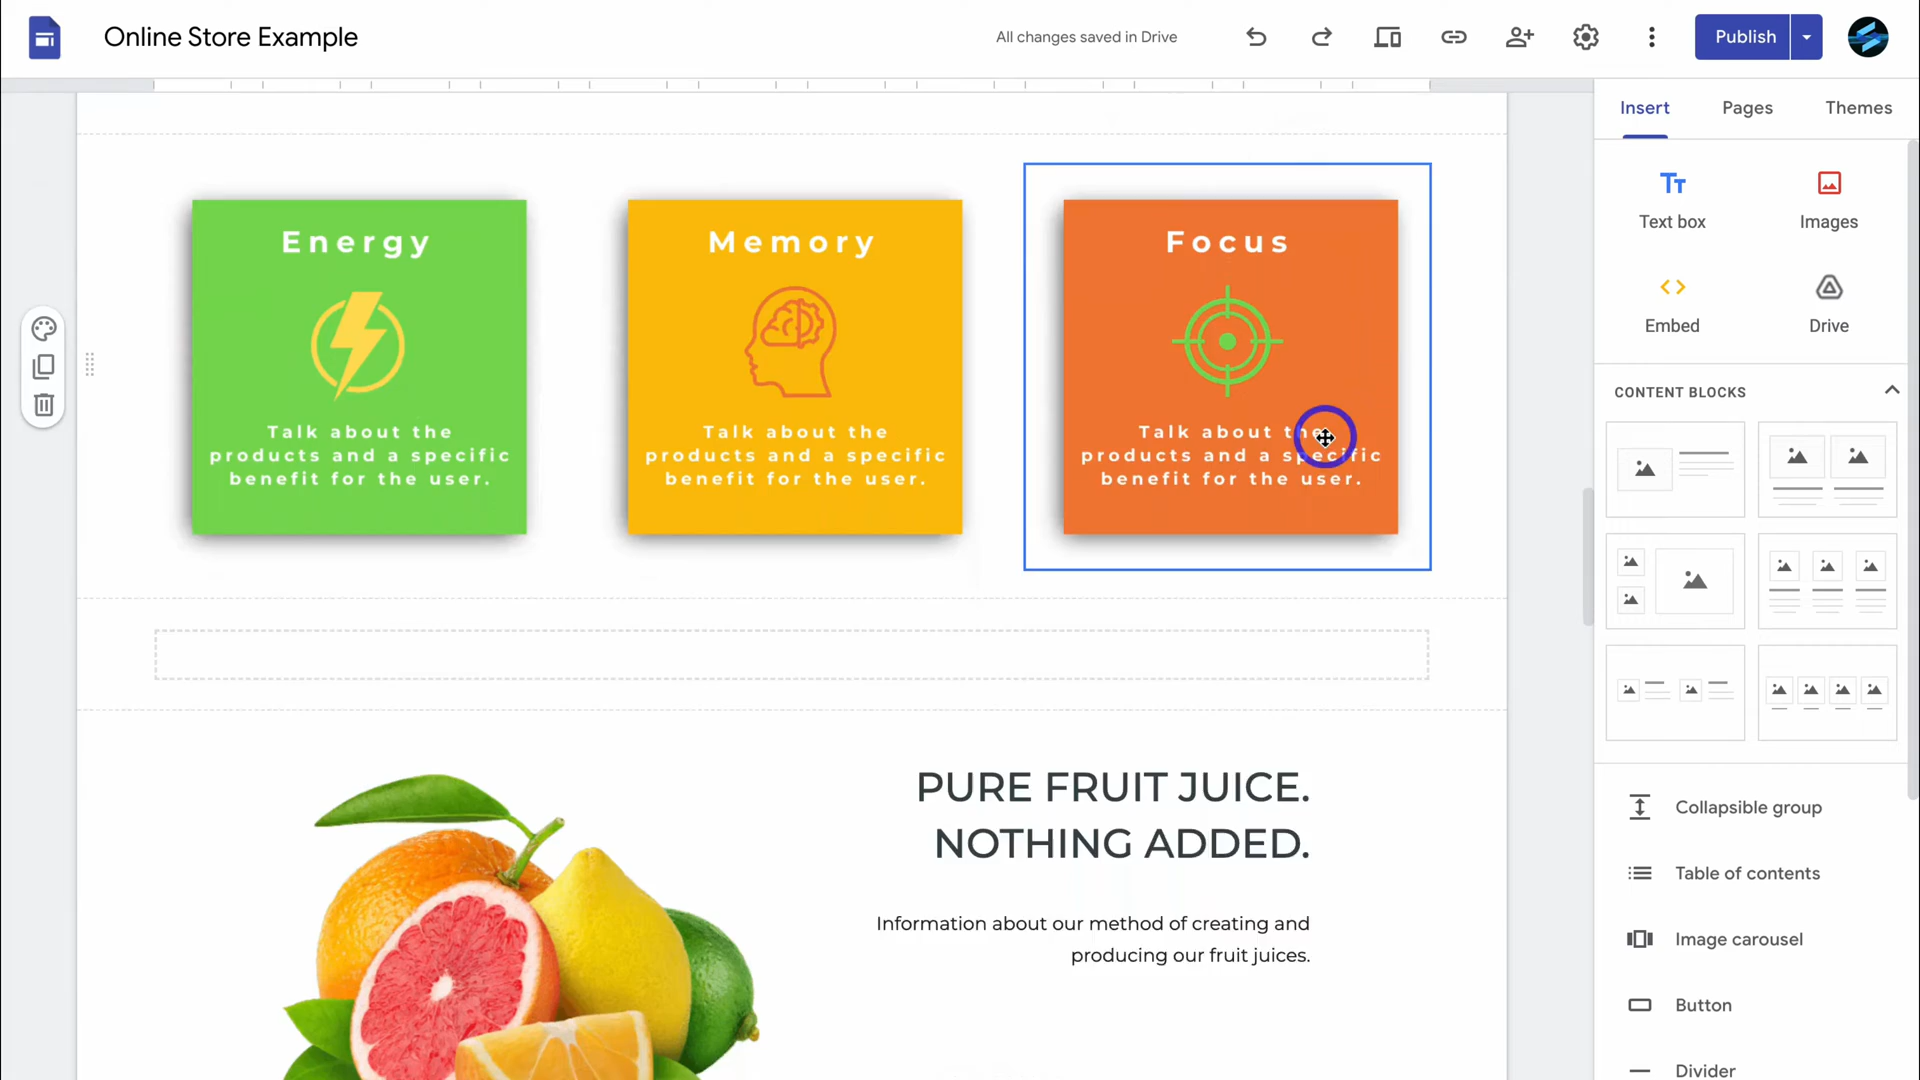 Online Store Example
All changes saved in Drive
Publish
Insert
Pages
Themes
Tт Text box
Images
Embed
Drive
CONTENT BLOCKS
Energy
Talk about the
products and a specific
benefit for the user.
Memory
Talk about the
products and a specific
benefit for the user.
Focus
Talk about the
products and a specific
benefit for the user.
PURE FRUIT JUICE.
NOTHING ADDED.
Information about our method of creating and
producing our fruit juices.
Collapsible group
Table of contents
Image carousel
Button
Divider